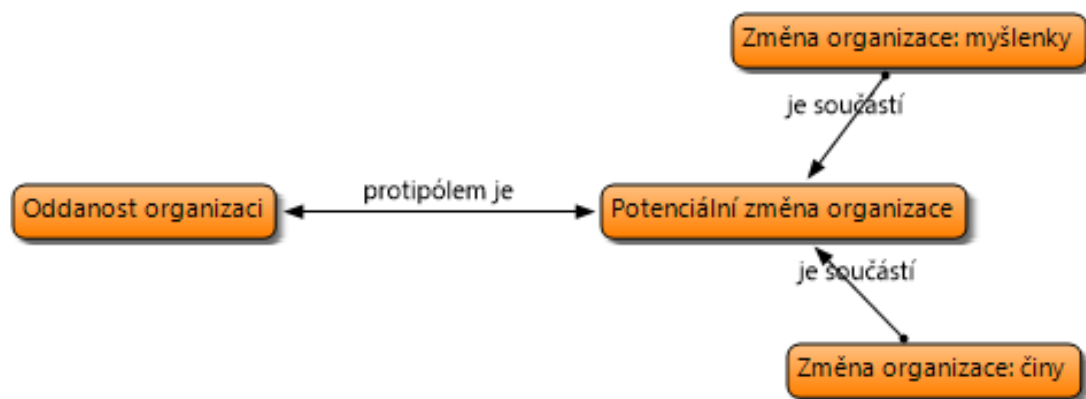 Změna organizace: myšlenky
je součástí
protipólem je
Oddanost organizaci
Potenciální změna organizace
je součástí
Změna organizace: činy